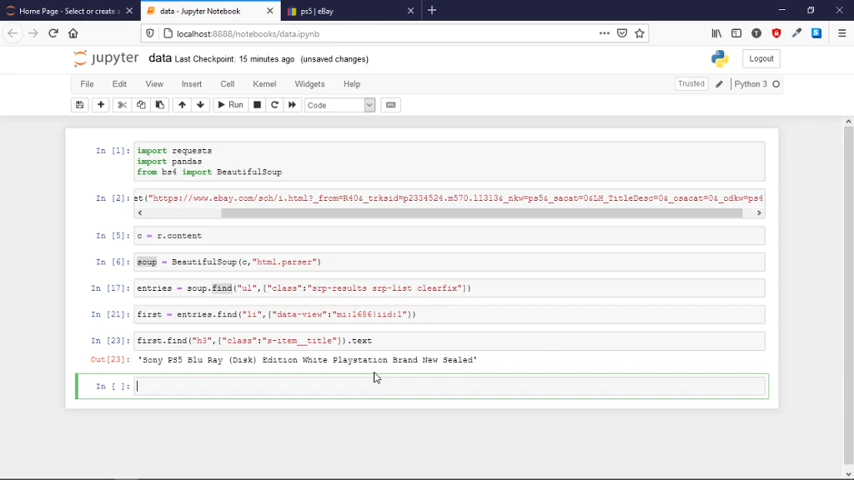 Home Page - Select or create a
data - Jupyter Notebook
ps5 | eBay
localhost:8888/notebooks/data.ipynb
jupyter data Last Checkpoint: 15 minutes ago (unsaved changes)
Logout
File Edit View Insert Cell Kernel Widgets Help
Trusted
Python 3
Run
Code
In [1]: import requests
import pandas
from bs4 import BeautifulSoup
In [2]: et("https://www.ebay.com/sch/i.html?_from=R40&_trksid=p2334524.m570.l1313&_nkw=ps5&_sacat=0&LH_TitleDesc=0&_osacat=0&_odkw=ps4
In [5]: c = r.content
In [6]: soup = BeautifulSoup(c,"html.parser")
In [17]: entries = soup.find("ul",{"class":"srp-results srp-list clearfix"})
In [21]: first = entries.find("li",{"data-view":"mi:1686|iid:1"})
In [23]: first.find("h3",{"class":"s-item__title"}).text
Out[23]: 'Sony PS5 Blu Ray (Disk) Edition White Playstation Brand New Sealed'
In [ ]: